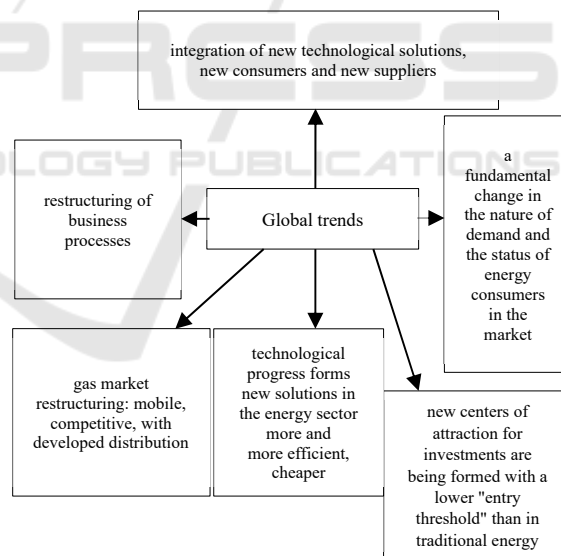 PRESS
integration of new technological solutions,
new consumers and new suppliers
OLOGY PUBLICATIONS
restructuring of
business
processes
Global trends
a
fundamental
change in
the nature of
demand and
the status of
energy
consumers
in the
market
gas market
restructuring: mobile,
competitive, with
developed distribution
technological
progress forms
new solutions in
the energy sector
more and
more efficient,
cheaper
new centers of
attraction for
investments are
being formed with a
lower "entry
threshold" than in
traditional energy